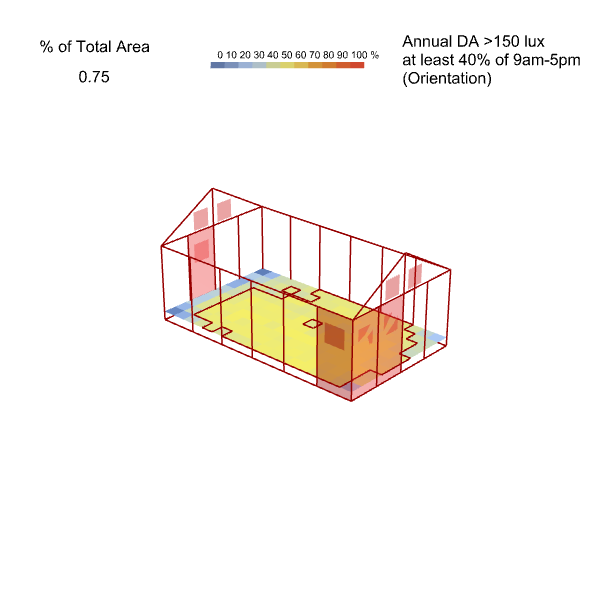 % of Total Area
0.75
0 10 20 30 40 50 60 70 80 90 100 %
Annual DA >150 lux
at least 40% of 9am-5pm
(Orientation)